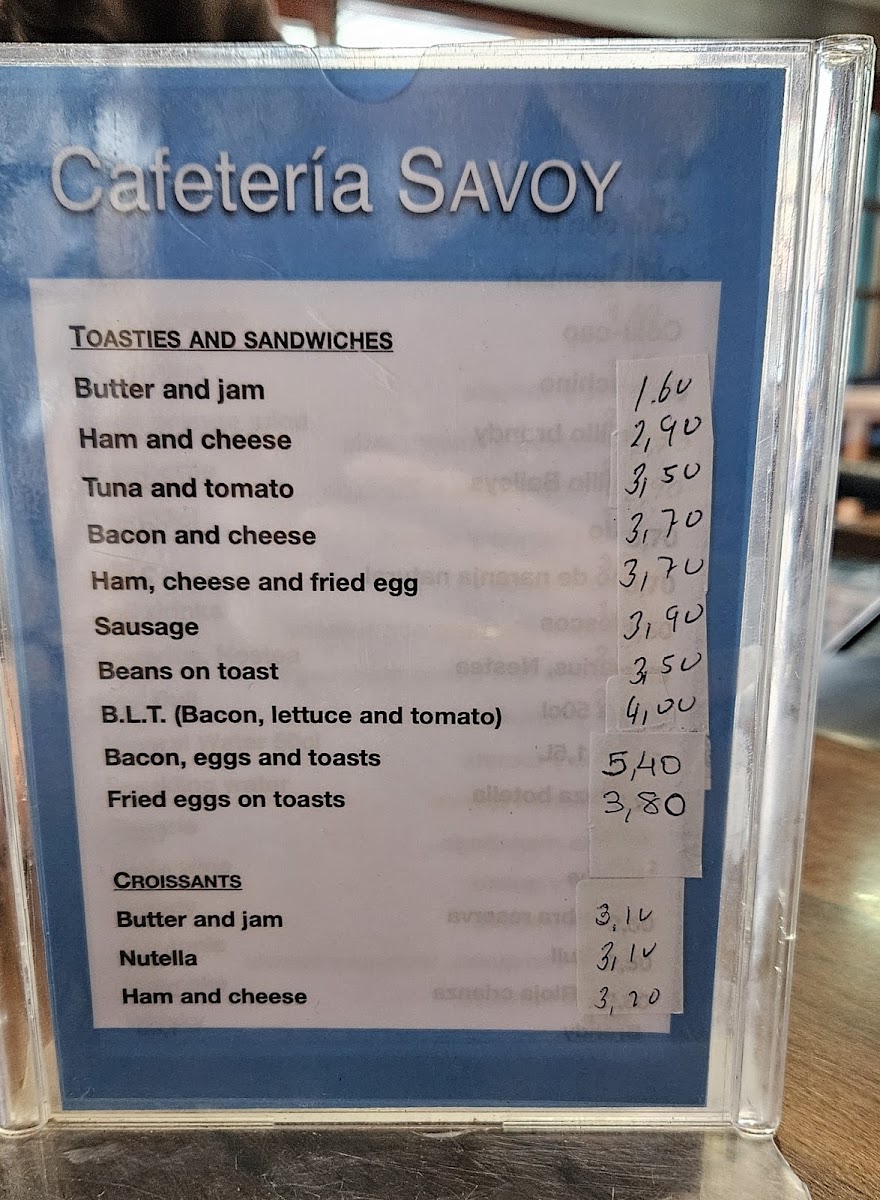 Cafetería SAVOY
TOASTIES AND SANDWICHES
Butter and jam 1.60
Ham and cheese 2,90
Tuna and tomato 3,50
Bacon and cheese 3,70
Ham, cheese and fried egg 3,70
Sausage 3,90
Beans on toast 3,50
B.L.T. (Bacon, lettuce and tomato) 4,00
Bacon, eggs and toasts 5,40
Fried eggs on toasts 3,80
CROISSANTS
Butter and jam 3,10
Nutella 3,10
Ham and cheese 3,20